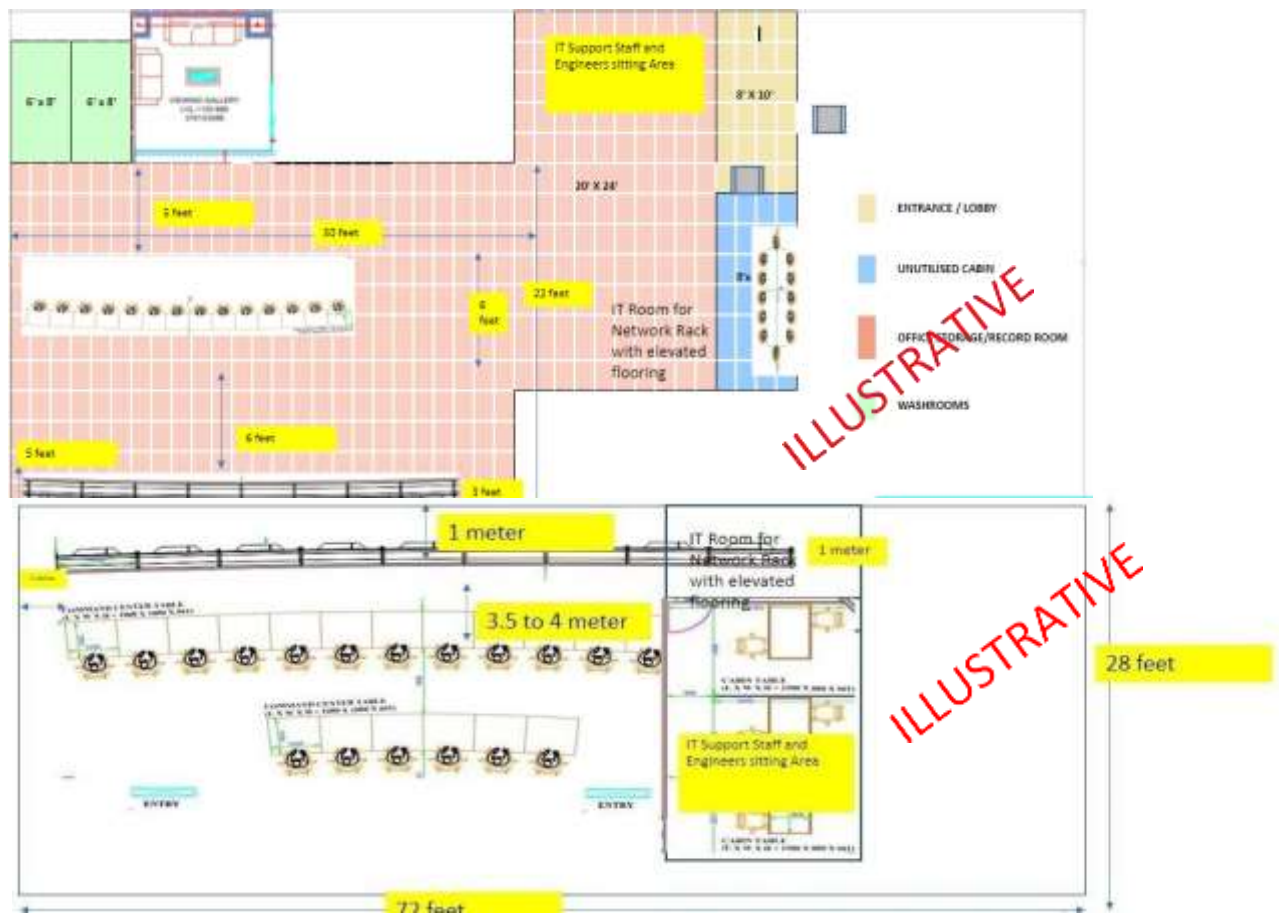 IT Support Staff and
Engineers sitting Area
6' x 8'
6' x 8'
8' X 10'
VIEWING GALLERY
20' X 24'
5 feet
30 feet
ENTRANCE / LOBBY
UNUTILISED CABIN
8'x
22 feet
6
feet
IT Room for
Network Rack
with elevated
flooring
OFFICE STORAGE/RECORD ROOM
WASHROOMS
ILLUSTRATIVE
6 feet
5 feet
3 feet
1 meter
IT Room for
Network Rack
with elevated
flooring
1 meter
COMMAND CENTER TABLE
3.5 to 4 meter
28 feet
ILLUSTRATIVE
CABIN TABLE
COMMAND CENTER TABLE
IT Support Staff and
Engineers sitting Area
ENTRY
ENTRY
CABIN TABLE
72 feet